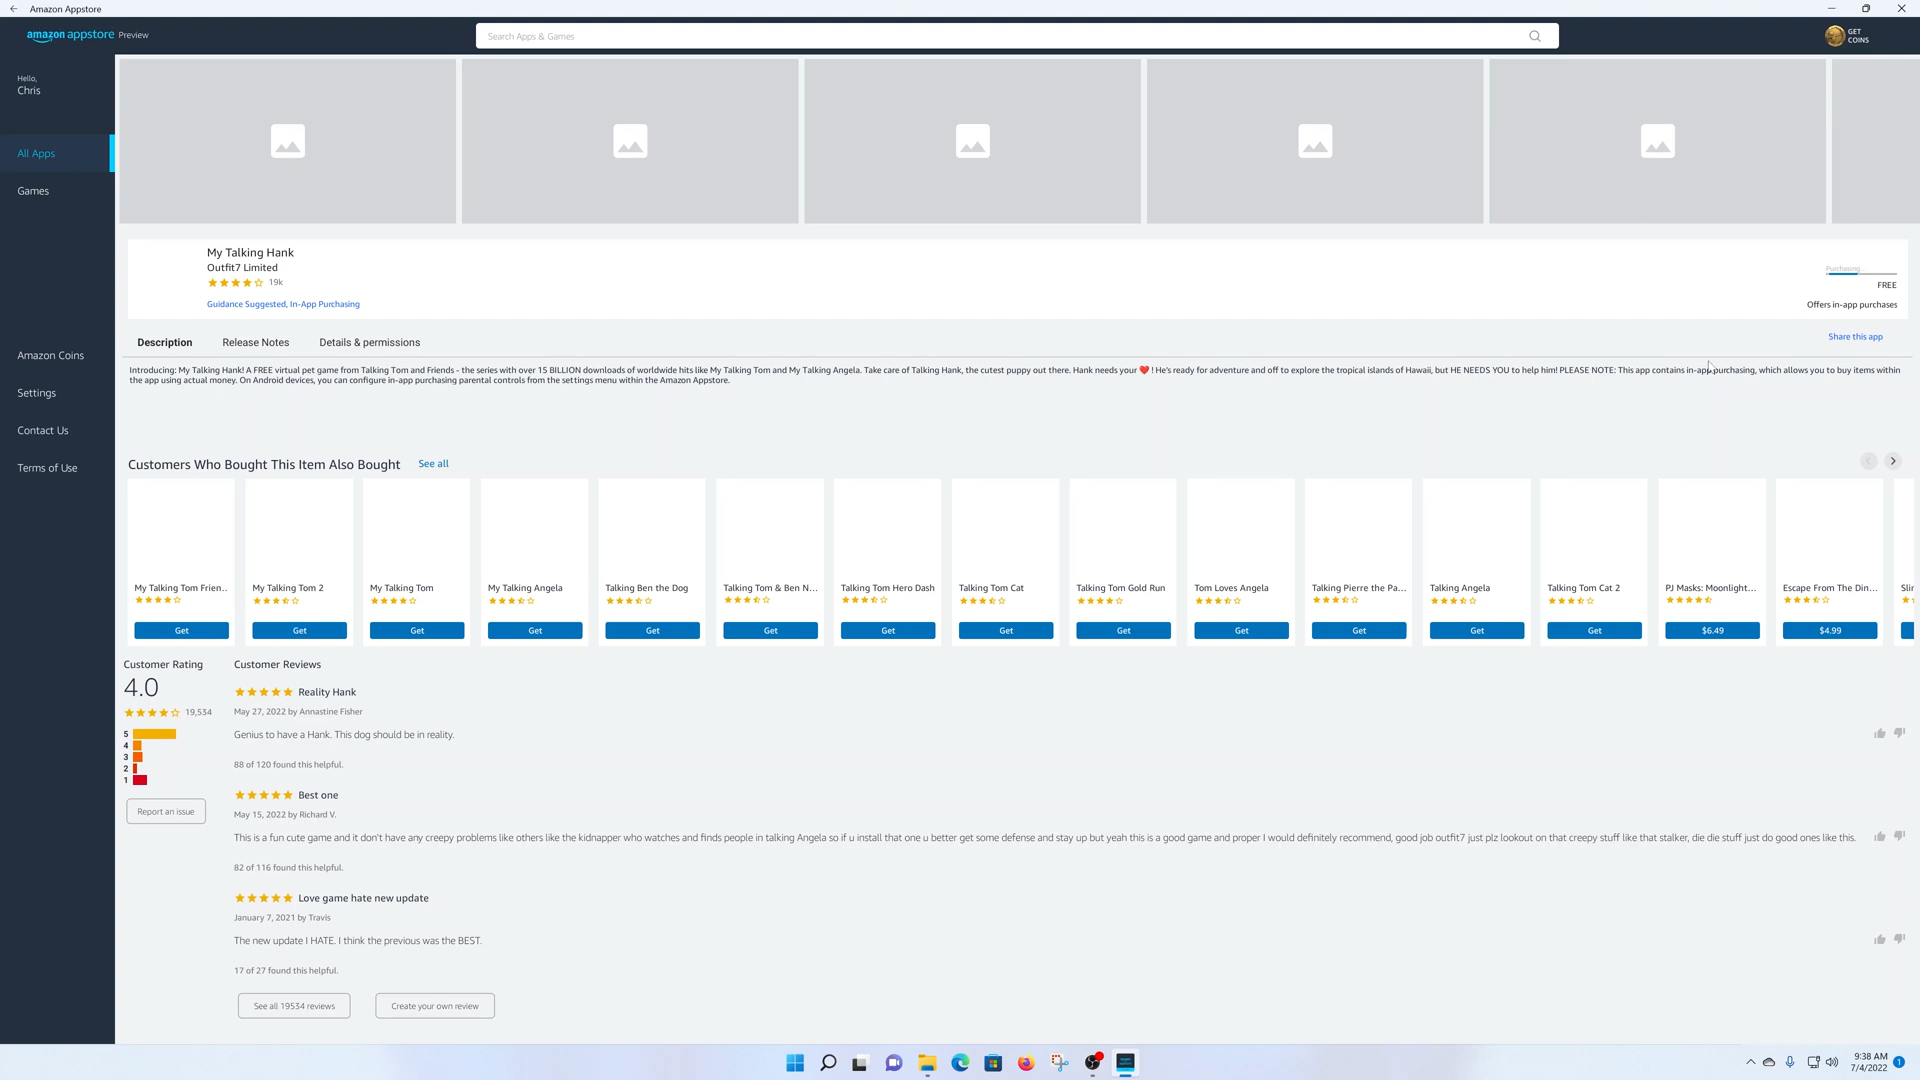 Amazon Appstore
amazon appstore Preview
Search Apps & Games
GET
COINS
Hello,
Chris
All Apps
Games
Amazon Coins
Settings
Contact Us
Terms of Use
My Talking Hank
Outfit7 Limited
19k
Guidance Suggested, In-App Purchasing
Purchasing...
FREE
Offers in-app purchases
Description Release Notes Details & permissions
Share this app
Introducing: My Talking Hank! A FREE virtual pet game from Talking Tom and Friends - the series with over 15 BILLION downloads of worldwide hits like My Talking Tom and My Talking Angela. Take care of Talking Hank, the cutest puppy out there. Hank needs your ❤️! He's ready for adventure and off to explore the tropical islands of Hawaii, but HE NEEDS YOU to help him! PLEASE NOTE: This app contains in-app purchasing, which allows you to buy items within
the app using actual money. On Android devices, you can configure in-app purchasing parental controls from the settings menu within the Amazon Appstore.
Customers Who Bought This Item Also Bought See all
My Talking Tom Frien.. My Talking Tom 2 My Talking Tom My Talking Angela Talking Ben the Dog Talking Tom & Ben N... Talking Tom Hero Dash Talking Tom Cat Talking Tom Gold Run Tom Loves Angela Talking Pierre the Pa... Talking Angela Talking Tom Cat 2 PJ Masks: Moonlight... Escape From The Din... Sli
Get Get Get Get Get Get Get Get Get Get Get Get Get $6.49 $4.99
Customer Rating
4.0
19,534
5
4
3
2
1
Report an issue
Customer Reviews
Reality Hank
May 27, 2022 by Annastine Fisher
Genius to have a Hank. This dog should be in reality.
88 of 120 found this helpful.
Best one
May 15, 2022 by Richard V.
This is a fun cute game and it don't have any creepy problems like others like the kidnapper who watches and finds people in talking Angela so if u install that one u better get some defense and stay up but yeah this is a good game and proper I would definitely recommend, good job outfit7 just plz lookout on that creepy stuff like that stalker, die die stuff just do good ones like this.
82 of 116 found this helpful.
Love game hate new update
January 7, 2021 by Travis
The new update I HATE. I think the previous was the BEST.
17 of 27 found this helpful.
See all 19534 reviews Create your own review
9:38 AM
7/4/2022
1